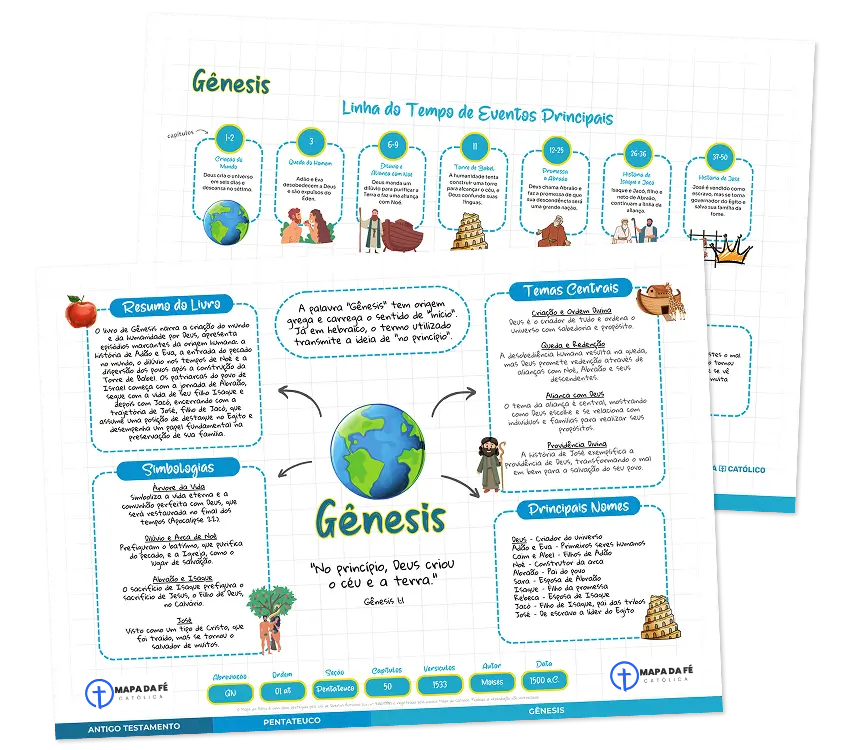 Gênesis
Linha do Tempo de Eventos Principais
capítulos
1-2
Criação do
Mundo
Deus cria o universo
em seis dias e
descansa no sétimo.
3
Queda do Homem
Adão e Eva
desobedecem a Deus
e são expulsos do
Éden.
6-9
Dilúvio e
Aliança com Noé
Deus manda um
dilúvio para purificar a
Terra e faz uma aliança
com Noé.
11
Torre de Babel
A humanidade tenta
construir uma torre
para alcançar o céu, e
Deus confunde suas
línguas.
12-25
Promessa
a Abraão
Deus chama Abraão e
faz a promessa de que
sua descendência será
uma grande nação.
26-36
História de
Isaque e Jacó
Isaque e Jacó, filho e
neto de Abraão,
continuam a linha da
aliança.
37-50
História de José
José é vendido como
escravo, mas se torna
governador do Egito e
salva sua família da
fome.
stes o mal
tornou
se vê
muita
CATÓLICO
Resumo do Livro
O livro de Gênesis narra a criação do mundo
e da humanidade por Deus, apresenta
episódios marcantes da origem humana: a
história de Adão e Eva, a entrada do pecado
no mundo, o dilúvio nos tempos de Noé e a
dispersão dos povos após a construção da
Torre de Babel. Os patriarcas do povo de
Israel começa com a jornada de Abraão,
segue com a vida de seu filho Isaque e
depois com Jacó, encerrando com a
trajetória de José, filho de Jacó, que
assume uma posição de destaque no Egito e
desempenha um papel fundamental na
preservação de sua família.
A palavra "Gênesis" tem origem
grega e carrega o sentido de "início".
Já em hebraico, o termo utilizado
transmite a ideia de "no princípio".
Temas Centrais
Criação e Ordem Divina
Deus é o criador de tudo e ordena o
universo com sabedoria e propósito.
Queda e Redenção
A desobediência humana resulta na queda,
mas Deus promete redenção através de
alianças com Noé, Abraão e seus
descendentes.
Aliança com Deus
O tema da aliança é central, mostrando
como Deus escolhe e se relaciona com
indivíduos e famílias para realizar seus
propósitos.
Providência Divina
A história de José exemplifica a
providência de Deus, transformando o mal
em bem para a salvação do seu povo.
Simbologias
Árvore da Vida
Simboliza a vida eterna e a
comunhão perfeita com Deus, que
será restaurada no final dos
tempos (Apocalipse 22).
Dilúvio e Arca de Noé
Prefiguram o batismo, que purifica
do pecado, e a Igreja, como o
lugar de salvação.
Abraão e Isaque
O sacrifício de Isaque prefigura o
sacrifício de Jesus, o Filho de Deus,
no Calvário.
José
Visto como um tipo de Cristo, que
foi traído, mas se tornou o
salvador de muitos.
Gênesis
"No princípio, Deus criou
o céu e a terra."
Gênesis 1:1
Principais Nomes
Deus - Criador do universo
Adão e Eva - Primeiros seres humanos
Caim e Abel - Filhos de Adão
Noé - Construtor da arca
Abraão - Pai do povo
Sara - Esposa de Abraão
Isaque - Filho da promessa
Rebeca - Esposa de Isaque
Jacó - Filho de Isaque, pai das tribos
José - De escravo a líder do Egito
MAPA DA FÉ
CATÓLICA
Abreviação
GN
Ordem
01 at
Seção
Pentateuco
Capítulos
50
Versículos
1533
Autor
Moises
Data
1500 a.C.
MAPA DA FÉ
CATÓLICA
ANTIGO TESTAMENTO
PENTATEUCO
GÊNESIS